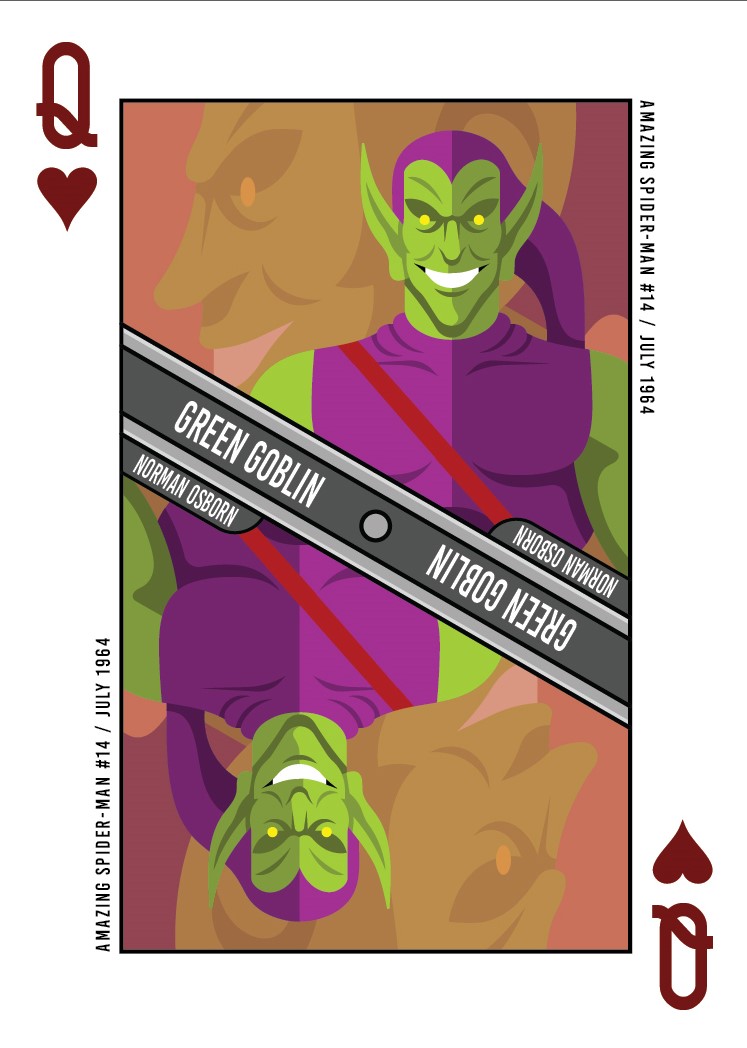 Q
AMAZING SPIDER-MAN #14 / JULY 1964
GREEN GOBLIN
NORMAN OSBORN
NORMAN OSBORN
GREEN GOBLIN
AMAZING SPIDER-MAN #14 / JULY 1964
Q